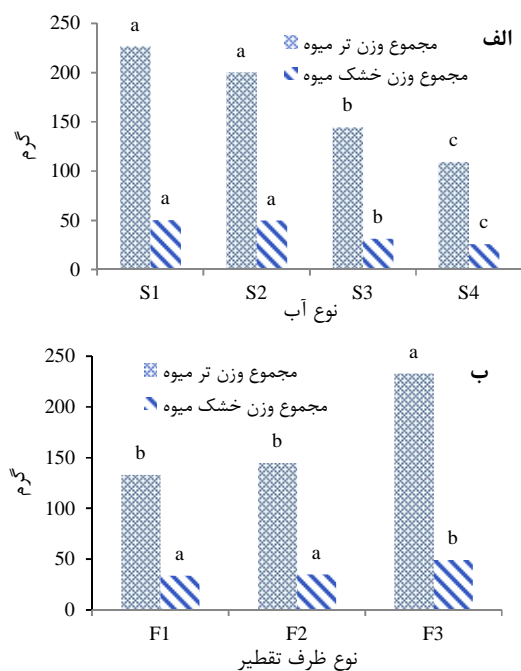 الف
مجموع وزن تر میوه
مجموع وزن خشک میوه
گرم
250
200
150
100
50
0
a a b c
a a b c
S1 S2 S3 S4
نوع آب
ب
مجموع وزن تر میوه
مجموع وزن خشک میوه
گرم
250
200
150
100
50
0
b b a
a a b
F1 F2 F3
نوع ظرف تقطیر